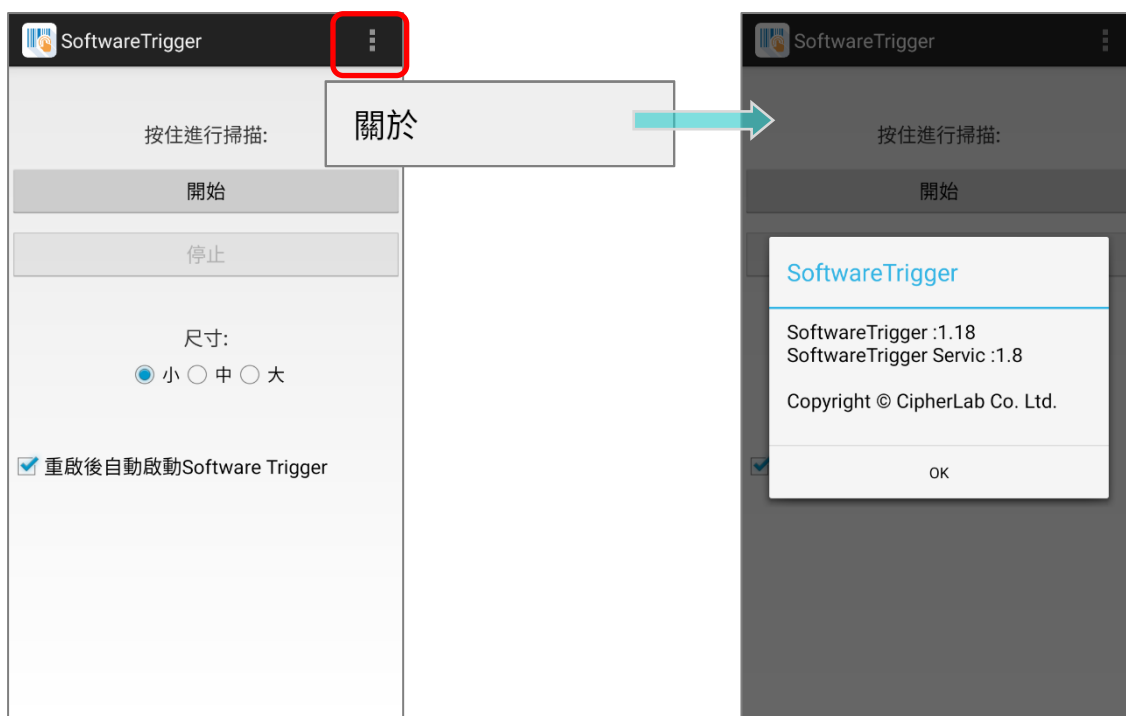 SoftwareTrigger
關於
按住進行掃描:
開始
停止
尺寸:
小 中 大
重啟後自動啟動Software Trigger
SoftwareTrigger
按住進行掃描:
開始
SoftwareTrigger
SoftwareTrigger :1.18
SoftwareTrigger Servic :1.8
Copyright © CipherLab Co. Ltd.
OK